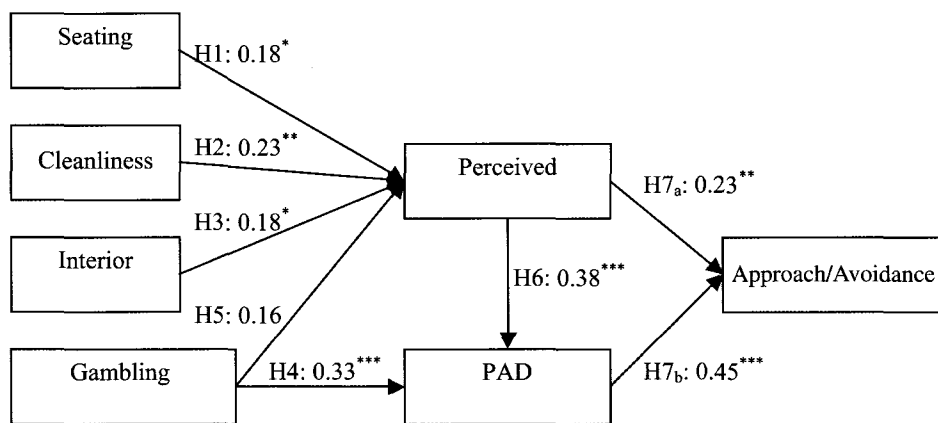 Seating
H1: 0.18*
Cleanliness
H2: 0.23**
Perceived
H7a: 0.23**
H3: 0.18*
Interior
H6: 0.38***
Approach/Avoidance
H5: 0.16
Gambling
H4: 0.33***
PAD
H7b: 0.45***